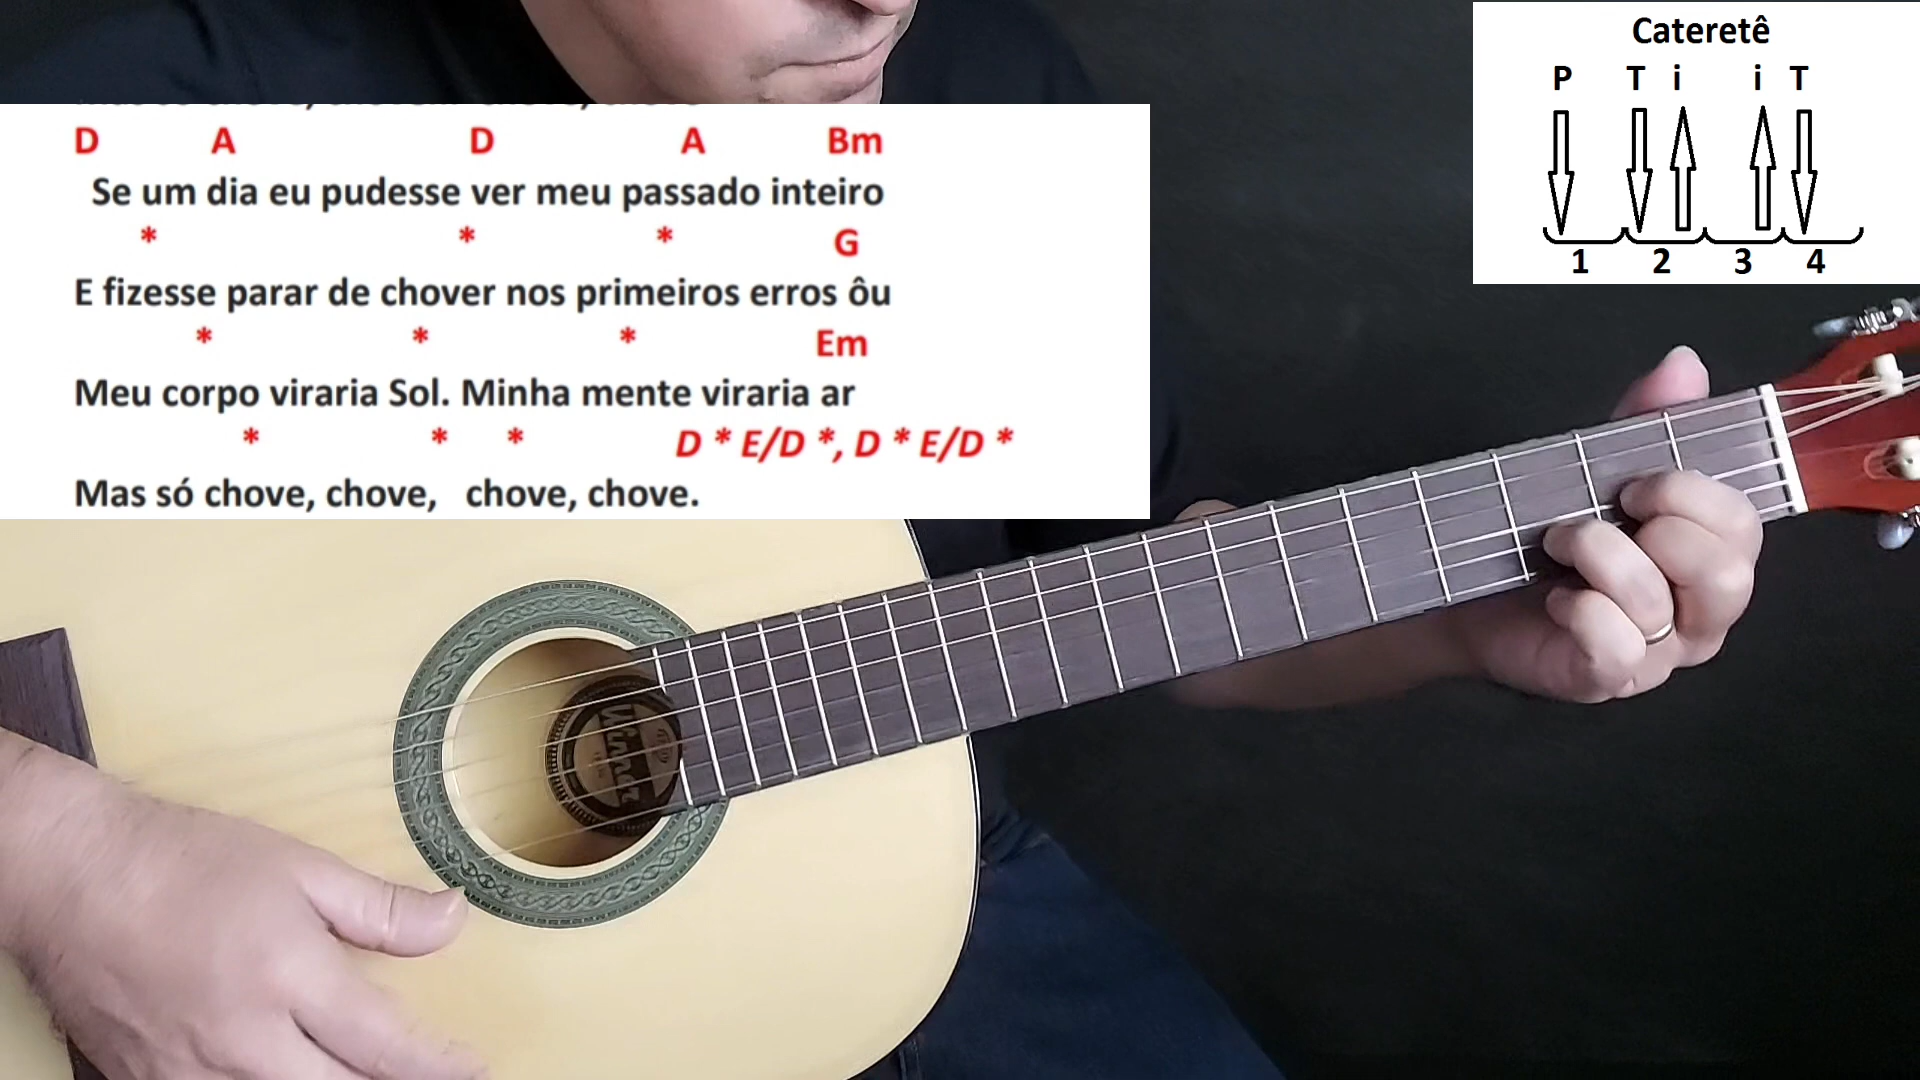 D A D A Bm
Se um dia eu pudesse ver meu passado inteiro
* * * G
E fizesse parar de chover nos primeiros erros ôu
* * * Em
Meu corpo viraria Sol. Minha mente viraria ar
* * * D * E/D *, D * E/D *
Mas só chove, chove, chove, chove.
Cateretê
P T i i T
1 2 3 4